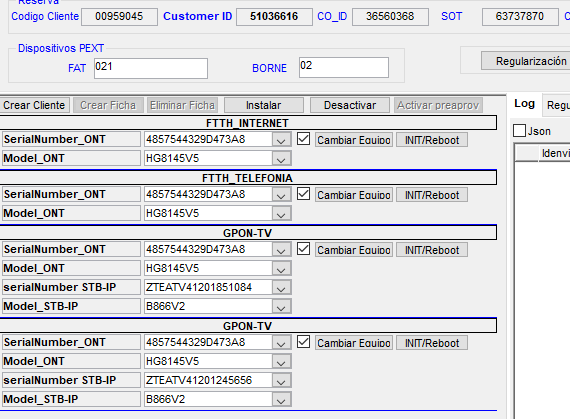 Reserva
Codigo Cliente 00959045 Customer ID 51036616 CO_ID 36560368 SOT 63737870 C
Dispositivos PEXT
FAT 021 BORNE 02 Regularización
Crear Cliente Crear Ficha Eliminar Ficha Instalar Desactivar Activar preaprov Log Regu
FTTH_INTERNET
SerialNumber_ONT 4857544329D473A8 Cambiar Equipo INIT/Reboot Json
Model_ONT HG8145V5 Idenvi
FTTH_TELEFONIA
SerialNumber_ONT 4857544329D473A8 Cambiar Equipo INIT/Reboot
Model_ONT HG8145V5
GPON-TV
SerialNumber_ONT 4857544329D473A8 Cambiar Equipo INIT/Reboot
Model_ONT HG8145V5
serialNumber STB-IP ZTEATV41201851084
Model_STB-IP B866V2
GPON-TV
SerialNumber_ONT 4857544329D473A8 Cambiar Equipo INIT/Reboot
Model_ONT HG8145V5
serialNumber STB-IP ZTEATV41201245656
Model_STB-IP B866V2